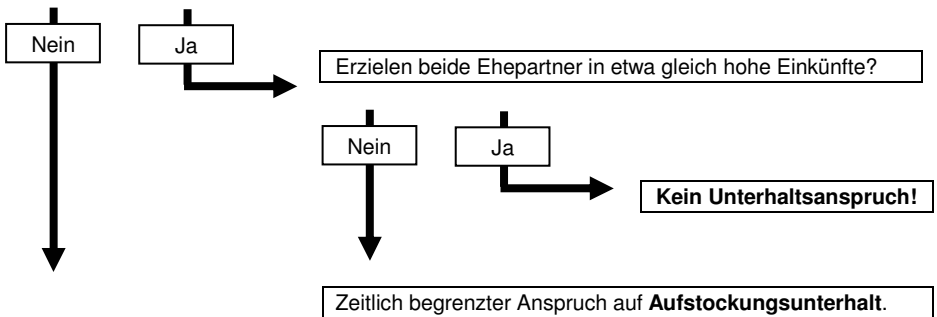 Nein
Ja
Erzielen beide Ehepartner in etwa gleich hohe Einkünfte?
Nein
Ja
Kein Unterhaltsanspruch!
Zeitlich begrenzter Anspruch auf Aufstockungsunterhalt.